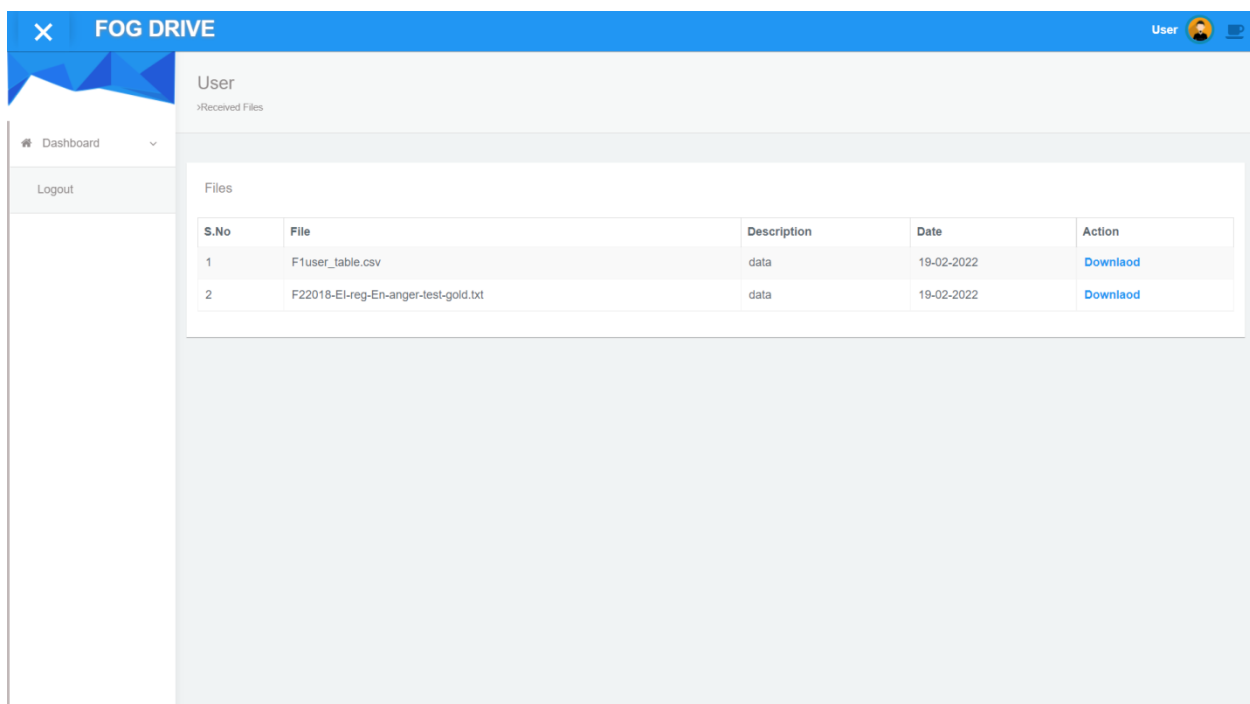 FOG DRIVE
User
User
>Received Files
Dashboard
Logout
Files
S.No File Description Date Action
1 F1user_table.csv data 19-02-2022 Downlaod
2 F22018-EI-reg-En-anger-test-gold.txt data 19-02-2022 Downlaod